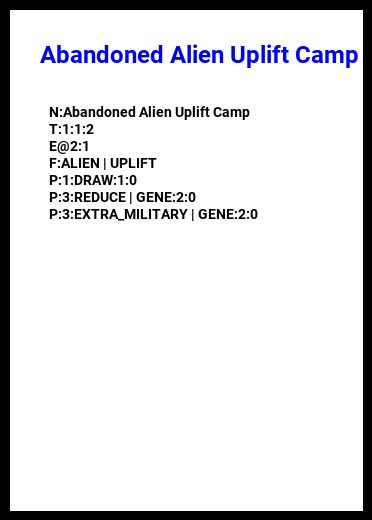 Abandoned Alien Uplift Camp
N:Abandoned Alien Uplift Camp
T:1:1:2
E@2:1
F:ALIEN | UPLIFT
P:1:DRAW:1:0
P:3:REDUCE | GENE:2:0
P:3:EXTRA_MILITARY | GENE:2:0